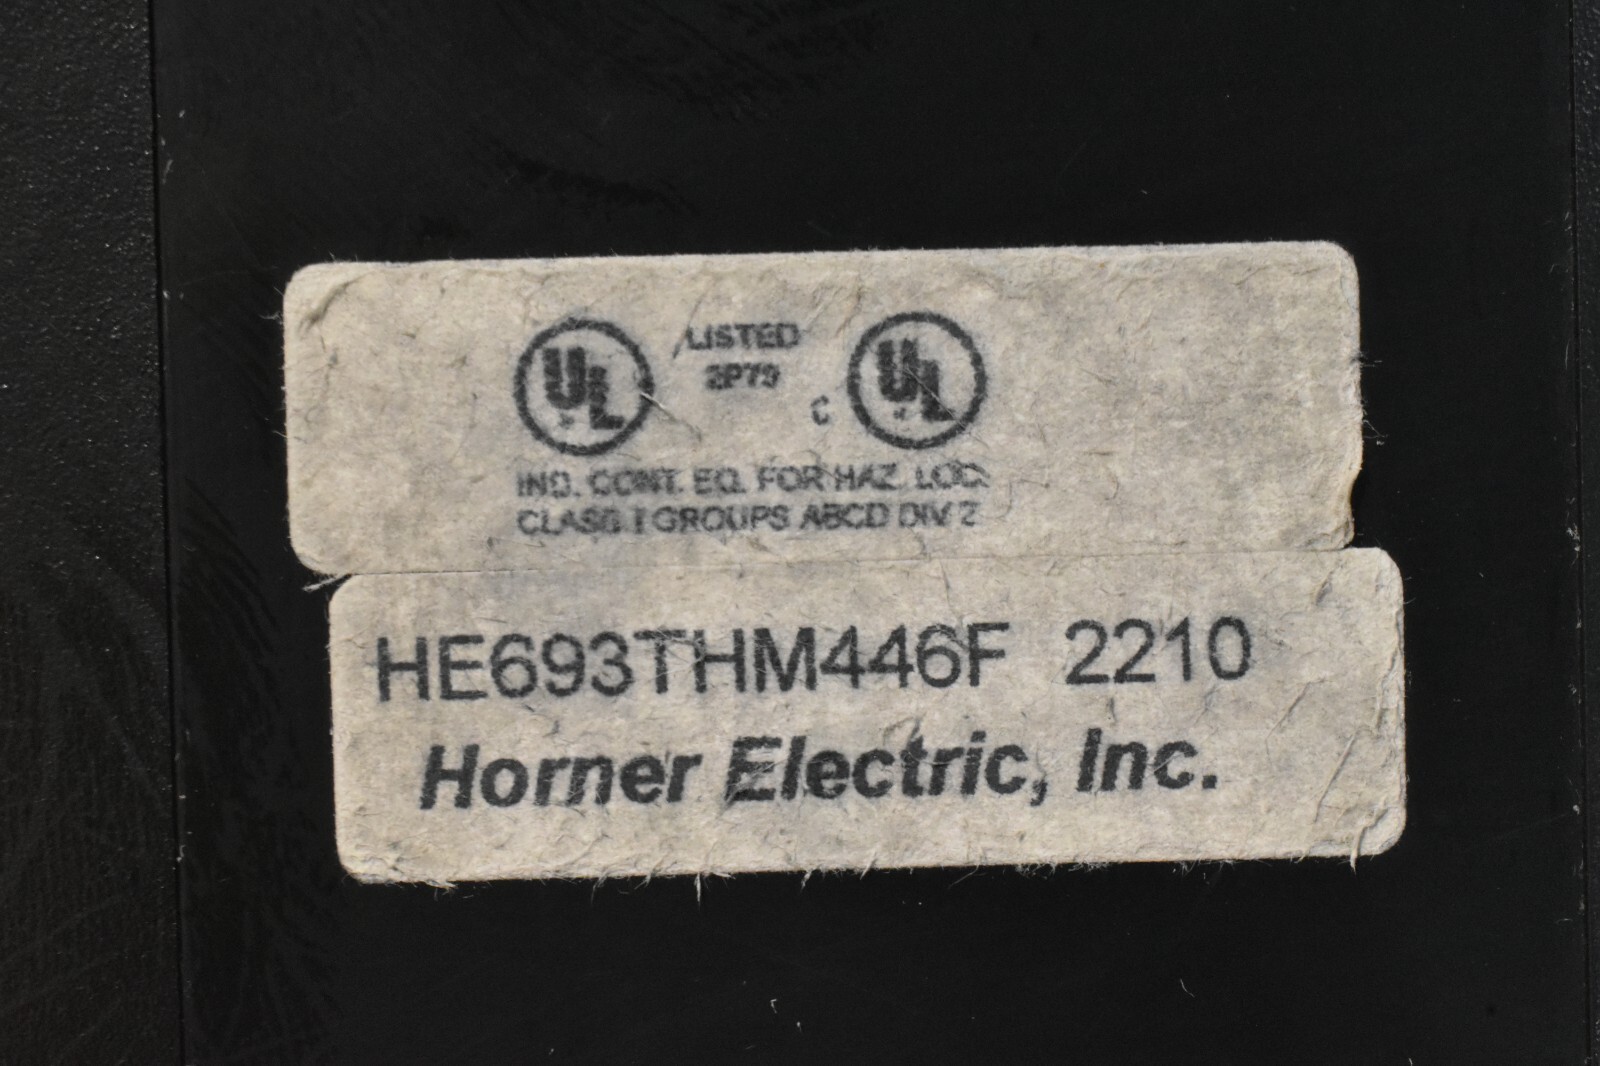 UL LISTED C UL
2P79
IND. CONT. EQ. FOR HAZ. LOC.
CLASS I GROUPS ABCD DIV 2
HE693THM446F 2210
Horner Electric, Inc.